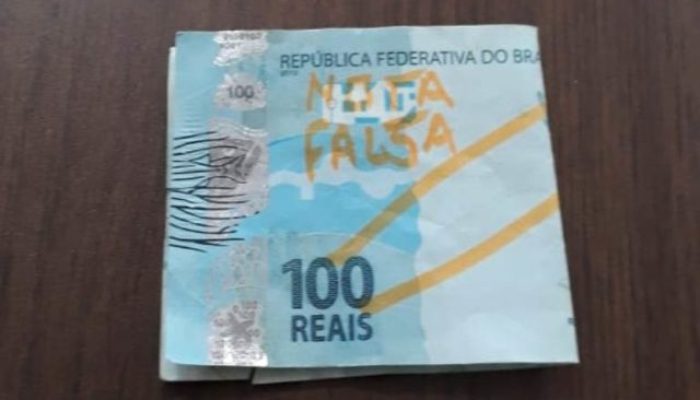 100
REPÚBLICA FEDERATIVA DO BRA
NOTA
FALSA
100
REAIS